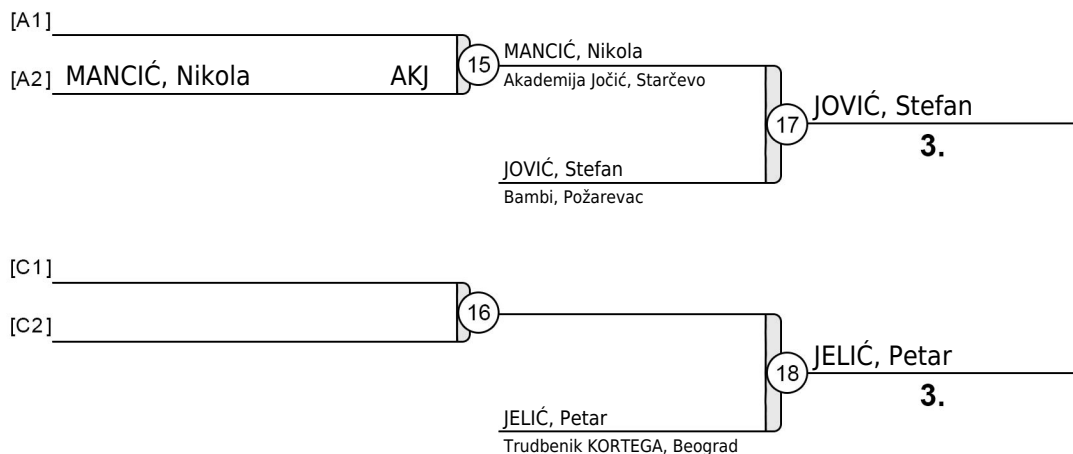 [A1]
[A2] MANCIĆ, Nikola AKJ
15
MANCIĆ, Nikola
Akademija Jočić, Starčevo
17
JOVIĆ, Stefan
3.
JOVIĆ, Stefan
Bambi, Požarevac
[C1]
[C2]
16
18
JELIĆ, Petar
3.
JELIĆ, Petar
Trudbenik KORTEGA, Beograd